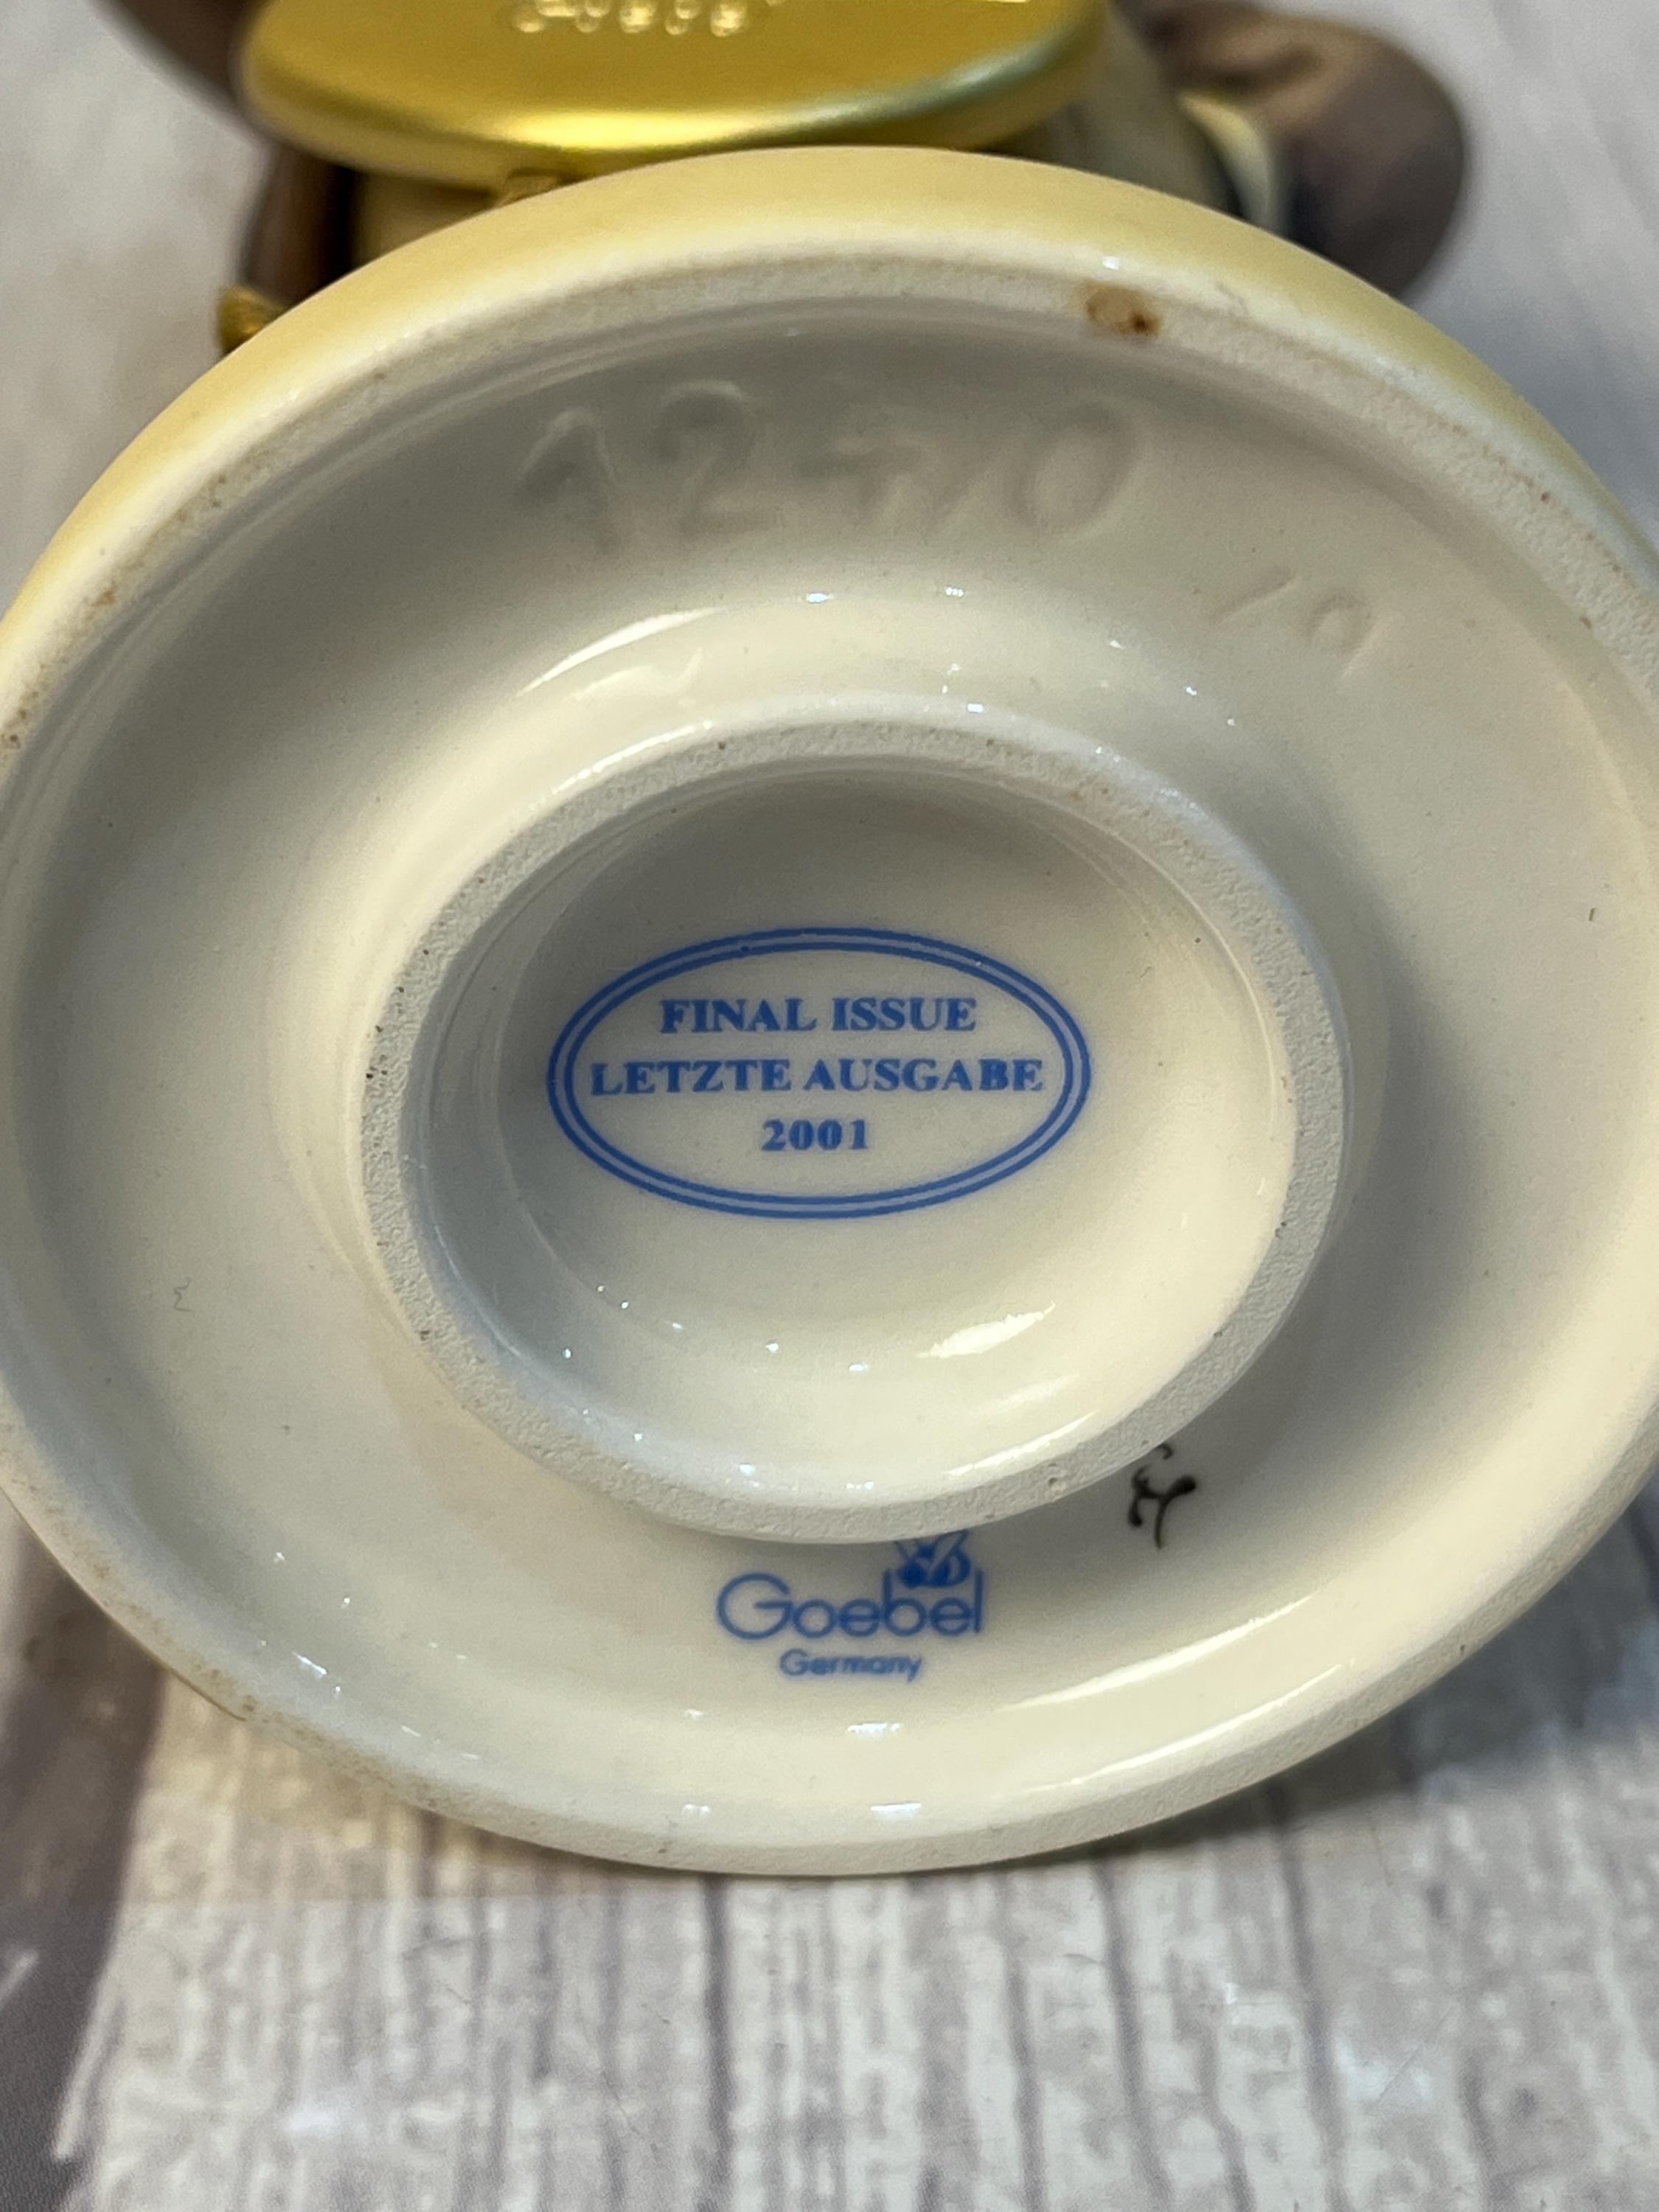 FINAL ISSUE
LETZTE AUSGABE
2001
Goebel
Germany